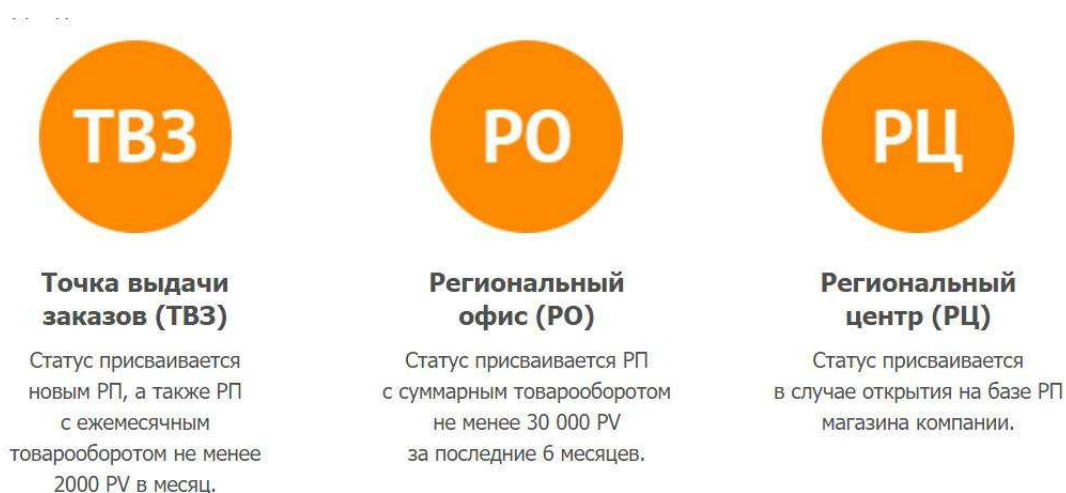 ТВЗ
Точка выдачи
заказов (ТВЗ)
Статус присваивается
новым РП, а также РП
с ежемесячным
товарооборотом не менее
2000 PV в месяц.
РО
Региональный
офис (РО)
Статус присваивается РП
с суммарным товарооборотом
не менее 30 000 PV
за последние 6 месяцев.
РЦ
Региональный
центр (РЦ)
Статус присваивается
в случае открытия на базе РП
магазина компании.